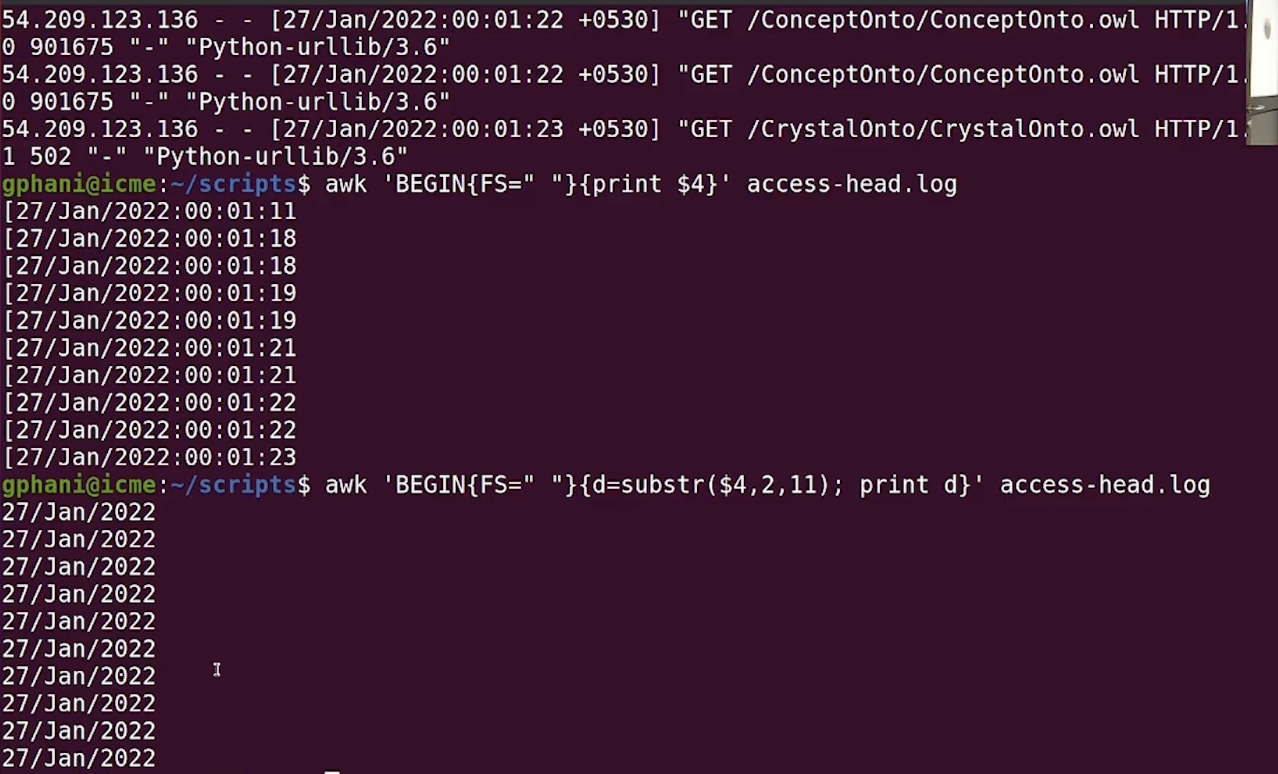 54.209.123.136 - - [27/Jan/2022:00:01:22 +0530] "GET /ConceptOnto/ConceptOnto.owl HTTP/1.
0 901675 "-" "Python-urllib/3.6"
54.209.123.136 - - [27/Jan/2022:00:01:22 +0530] "GET /ConceptOnto/ConceptOnto.owl HTTP/1.
0 901675 "-" "Python-urllib/3.6"
54.209.123.136 - - [27/Jan/2022:00:01:23 +0530] "GET /CrystalOnto/CrystalOnto.owl HTTP/1.
1 502 "-" "Python-urllib/3.6"
gphani@icme:~/scripts$ awk 'BEGIN{FS=" "}{print $4}' access-head.log
[27/Jan/2022:00:01:11
[27/Jan/2022:00:01:18
[27/Jan/2022:00:01:18
[27/Jan/2022:00:01:19
[27/Jan/2022:00:01:19
[27/Jan/2022:00:01:21
[27/Jan/2022:00:01:21
[27/Jan/2022:00:01:22
[27/Jan/2022:00:01:22
[27/Jan/2022:00:01:23
gphani@icme:~/scripts$ awk 'BEGIN{FS=" "}{d=substr($4,2,11); print d}' access-head.log
27/Jan/2022
27/Jan/2022
27/Jan/2022
27/Jan/2022
27/Jan/2022
27/Jan/2022
27/Jan/2022
27/Jan/2022
27/Jan/2022
27/Jan/2022